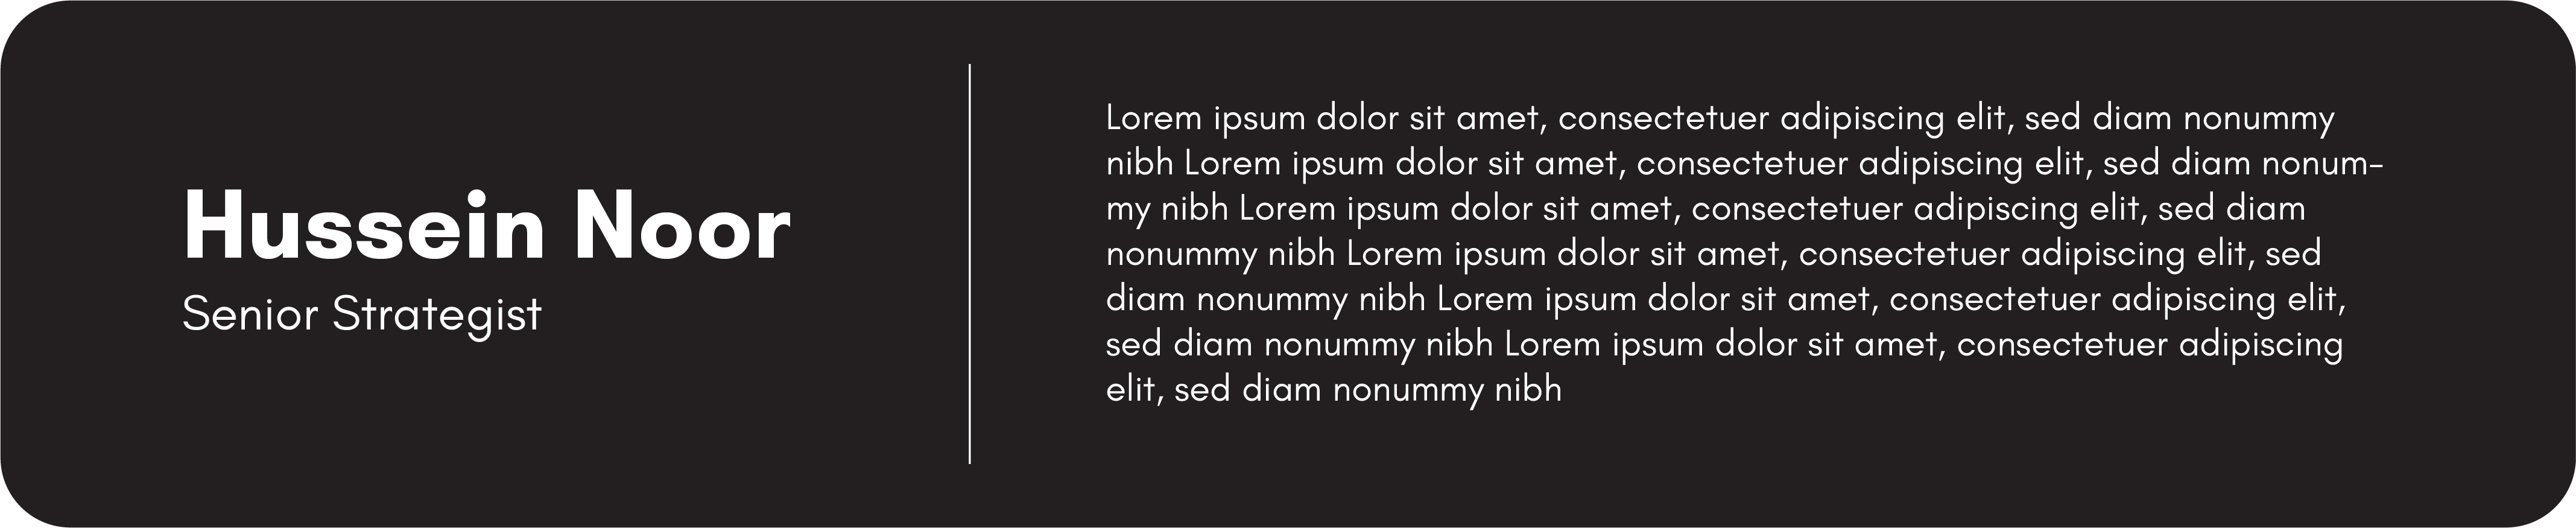 Hussein Noor
Senior Strategist
Lorem ipsum dolor sit amet, consectetuer adipiscing elit, sed diam nonummy
nibh Lorem ipsum dolor sit amet, consectetuer adipiscing elit, sed diam nonum-
my nibh Lorem ipsum dolor sit amet, consectetuer adipiscing elit, sed diam
nonummy nibh Lorem ipsum dolor sit amet, consectetuer adipiscing elit, sed
diam nonummy nibh Lorem ipsum dolor sit amet, consectetuer adipiscing elit,
sed diam nonummy nibh Lorem ipsum dolor sit amet, consectetuer adipiscing
elit, sed diam nonummy nibh